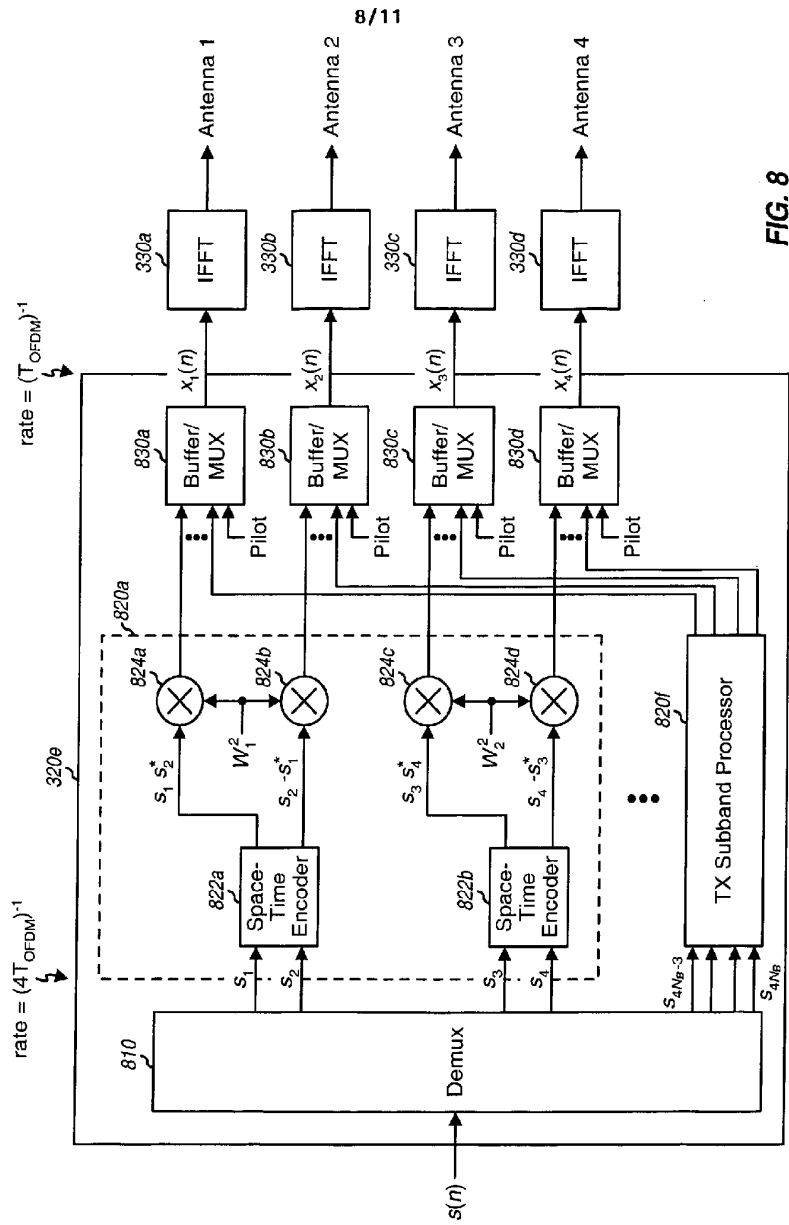 8/11
rate = (4T_OFDM)^-1
rate = (T_OFDM)^-1
320e
810
Demux
s(n)
820a
s_1
s_2
822a
Space-
Time
Encoder
s_1 s_2^*
s_2 -s_1^*
824a
W_1^2
824b
s_3
s_4
822b
Space-
Time
Encoder
s_3 s_4^*
s_4 -s_3^*
824c
W_2^2
824d
s_4N_B-3
s_4N_B
TX Subband Processor
820f
830a
Buffer/
MUX
Pilot
x_1(n)
330a
IFFT
Antenna 1
830b
Buffer/
MUX
Pilot
x_2(n)
330b
IFFT
Antenna 2
830c
Buffer/
MUX
Pilot
x_3(n)
330c
IFFT
Antenna 3
830d
Buffer/
MUX
Pilot
x_4(n)
330d
IFFT
Antenna 4
FIG. 8